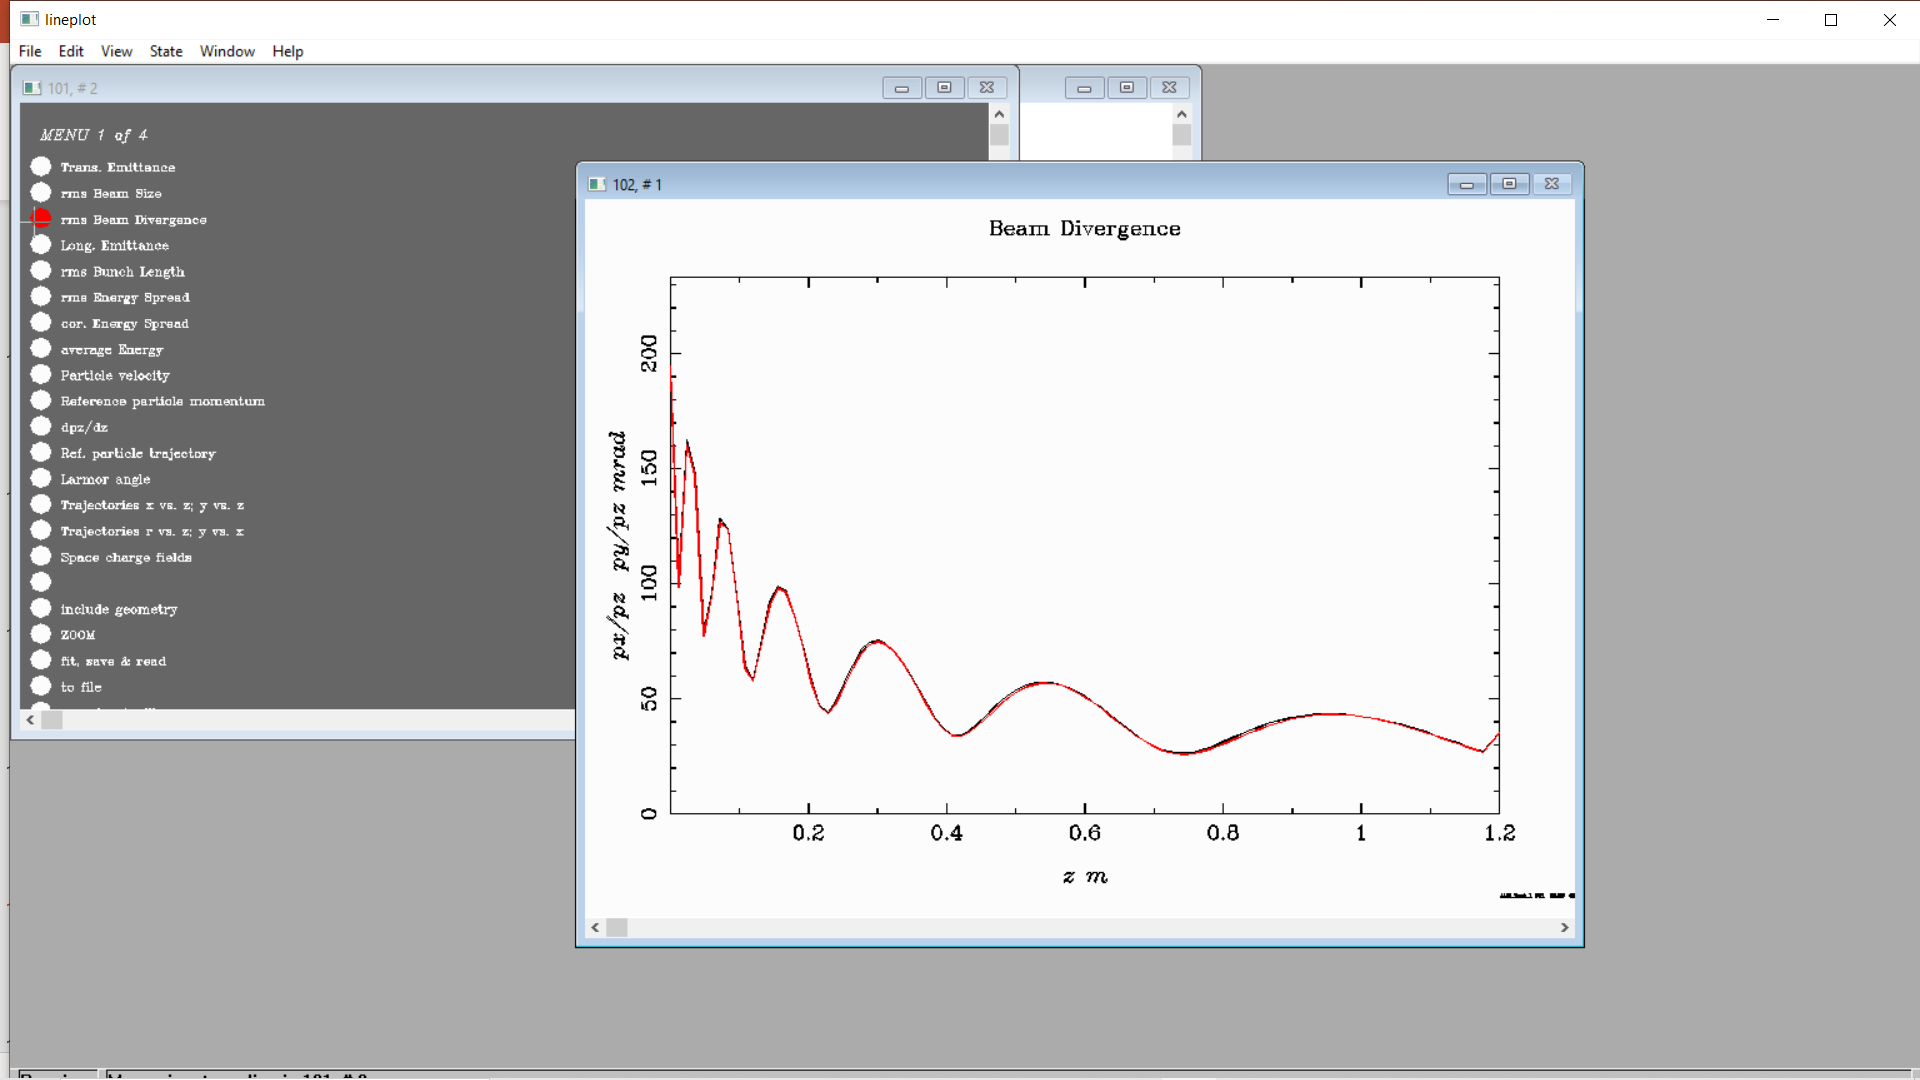 lineplot
File Edit View State Window Help
101, # 2
MENU 1 of 4
Trans. Emittance
rms Beam Size
rms Beam Divergence
Long. Emittance
rms Bunch Length
rms Energy Spread
cor. Energy Spread
average Energy
Particle velocity
Reference particle momentum
dpz/dz
Ref. particle trajectory
Larmor angle
Trajectories x vs. z; y vs. z
Trajectories r vs. z; y vs. x
Space charge fields
include geometry
ZOOM
fit, save & read
to file
102, # 1
Beam Divergence
px/pz py/pz mrad
200
150
100
50
0
0.2 0.4 0.6 0.8 1 1.2
z m